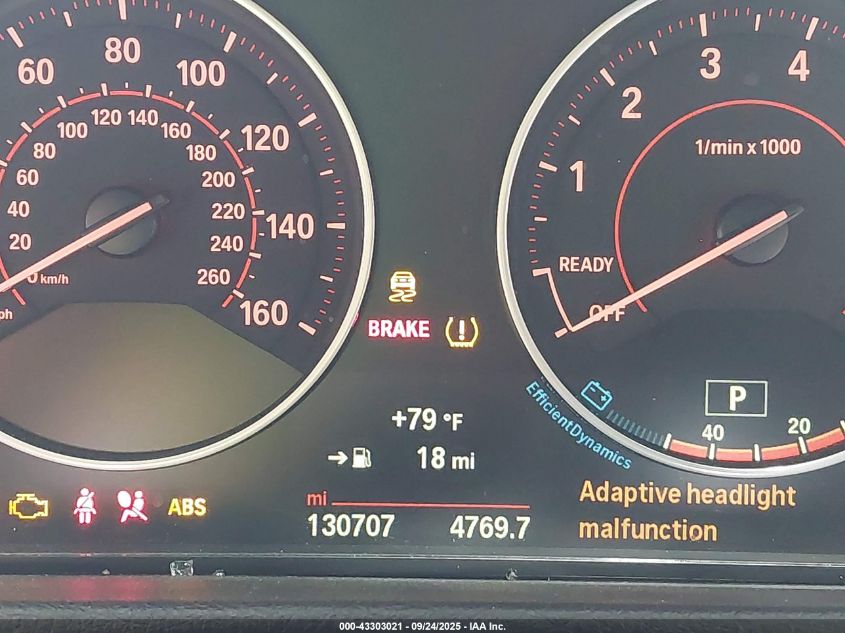 60 80 100 120 140 160
20 40 60 80 100 120 140 160 180 200 220 240 260
0 km/h
ph
1 2 3 4
1/min x 1000
READY
OFF
BRAKE
+79 °F
18 mi
mi
130707 4769.7
ABS
EfficientDynamics
P
40 20
Adaptive headlight
malfunction
000-43303021 - 09/24/2025 - IAA Inc.